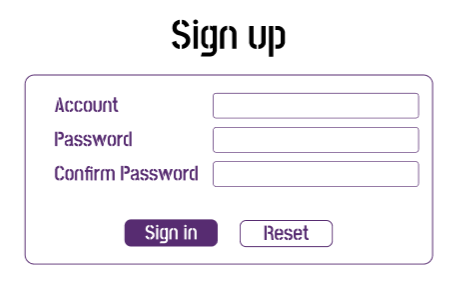 Sign up
Account
Password
Confirm Password
Sign in Reset